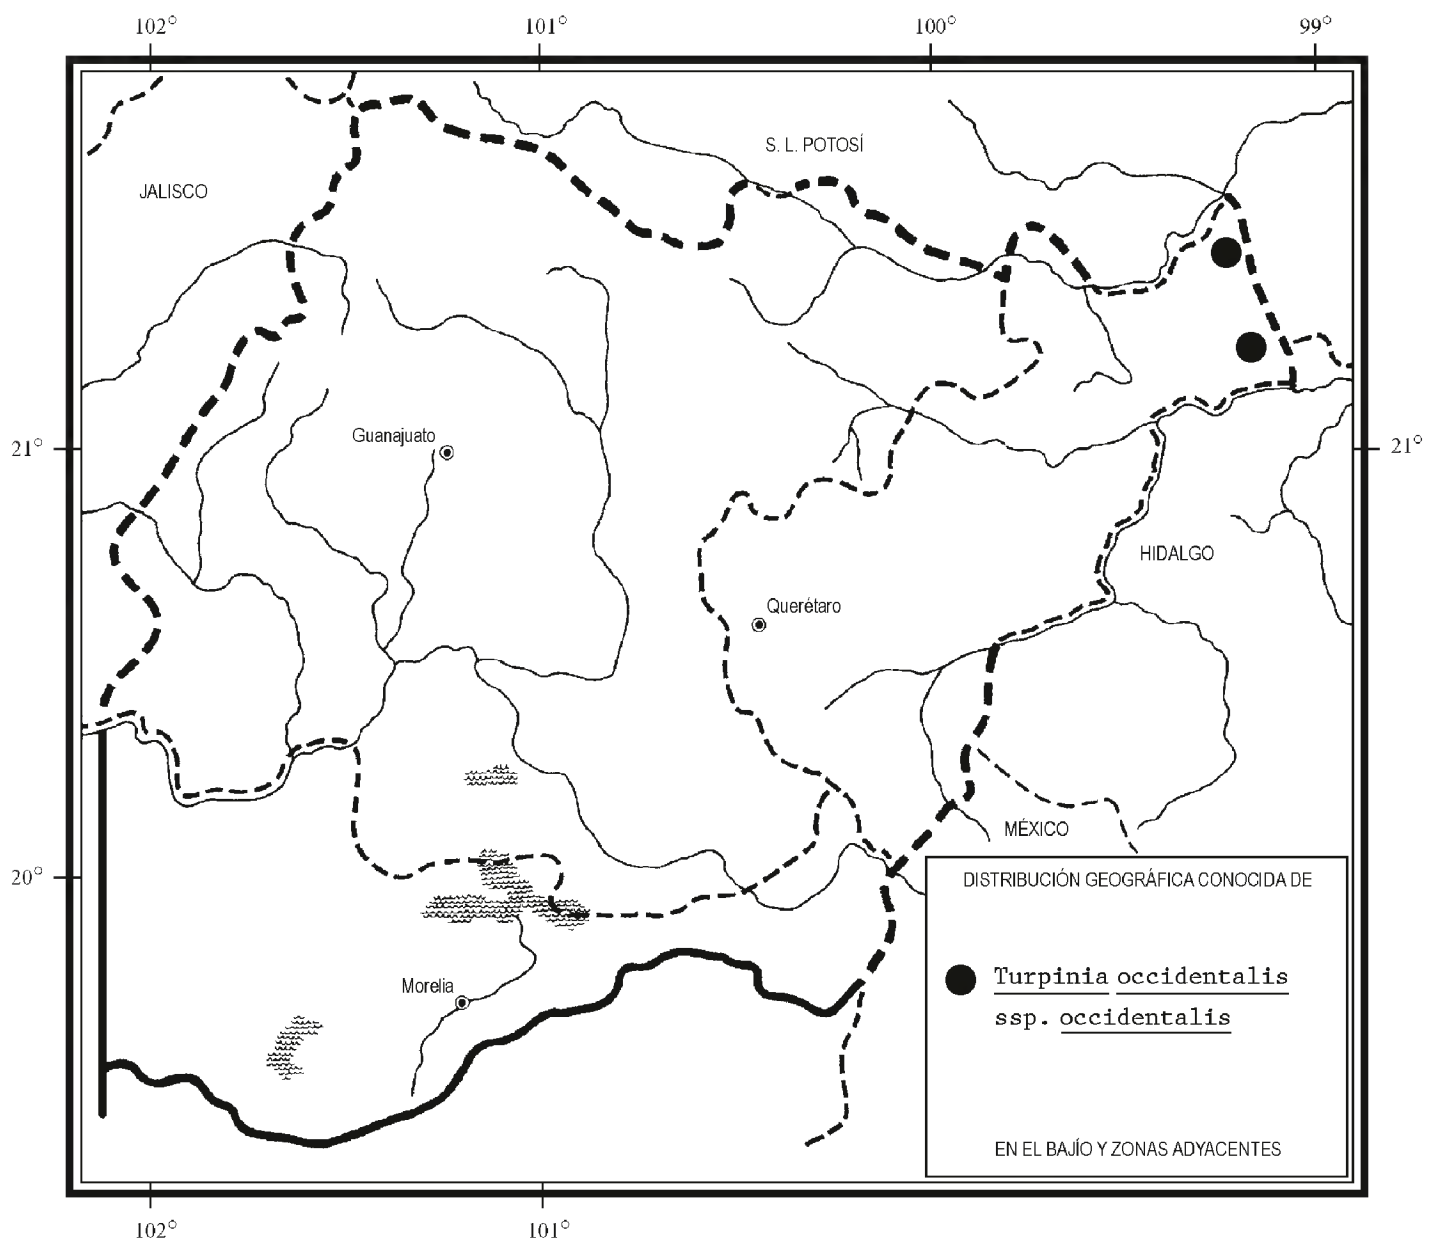 102° 101° 100° 99°
S. L. POTOSÍ
JALISCO
Guanajuato
21° 21°
HIDALGO
Querétaro
MÉXICO
20°
DISTRIBUCIÓN GEOGRÁFICA CONOCIDA DE
Turpinia occidentalis
Morelia
ssp. occidentalis
EN EL BAJÍO Y ZONAS ADYACENTES
102° 101°